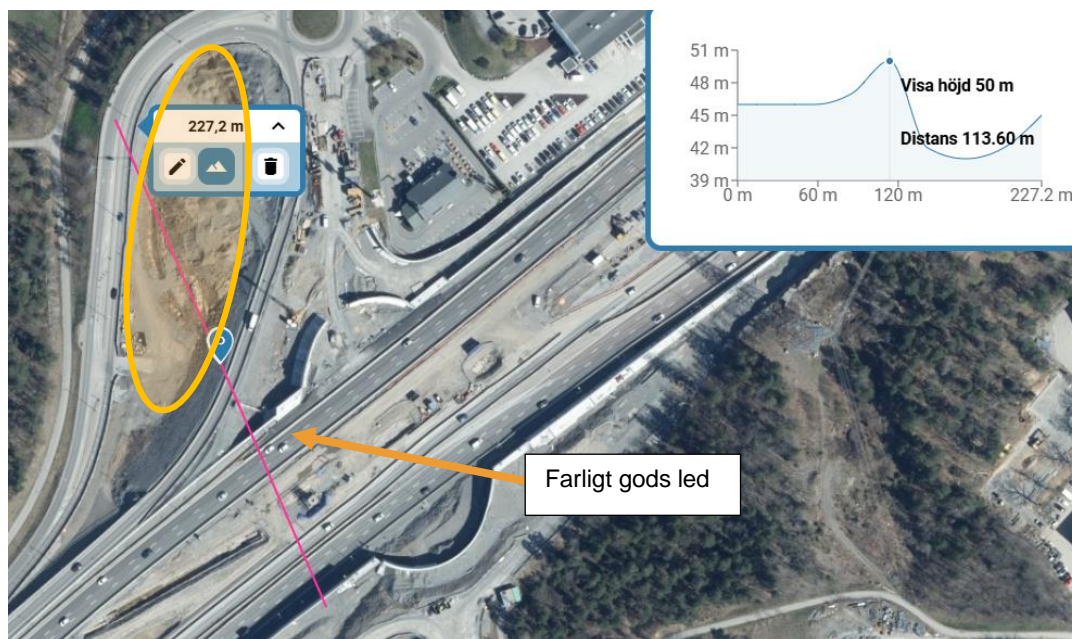 227,2 m
51 m
48 m
45 m
42 m
39 m
Visa höjd 50 m
Distans 113.60 m
0 m
60 m
120 m
227.2 m
Farligt gods led